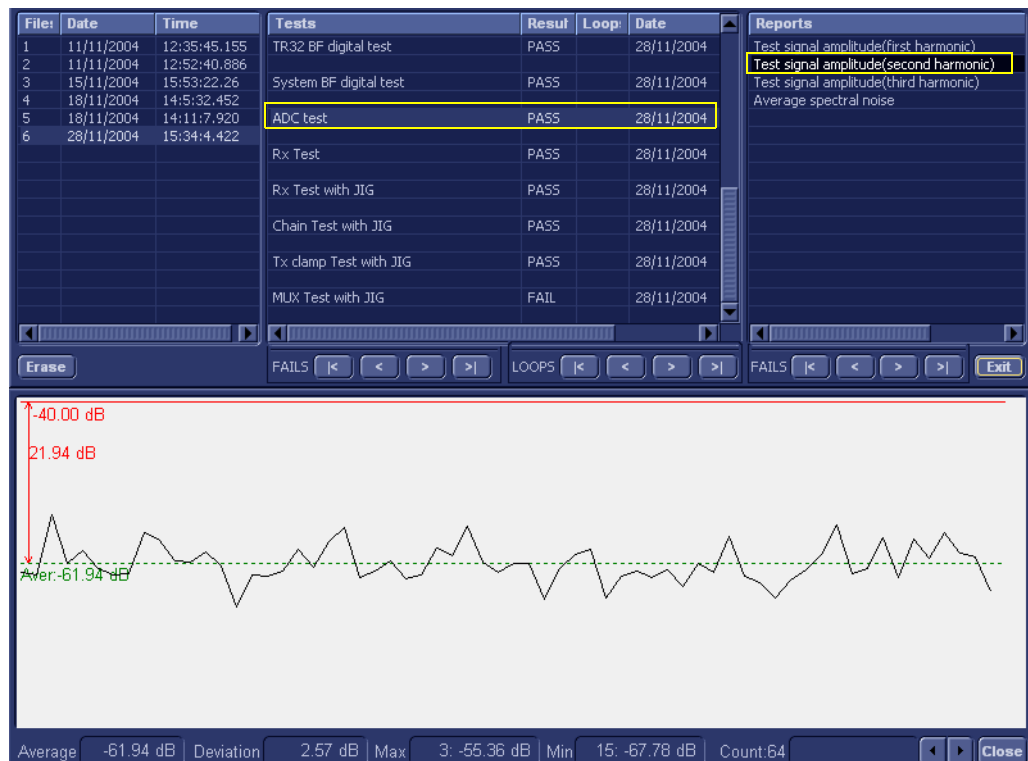 File: Date Time
1 11/11/2004 12:35:45.155
2 11/11/2004 12:52:40.886
3 15/11/2004 15:53:22.26
4 18/11/2004 14:5:32.452
5 18/11/2004 14:11:7.920
6 28/11/2004 15:34:4.422
Erase
Tests Result Loop: Date
TR32 BF digital test PASS 28/11/2004
System BF digital test PASS 28/11/2004
ADC test PASS 28/11/2004
Rx Test PASS 28/11/2004
Rx Test with JIG PASS 28/11/2004
Chain Test with JIG PASS 28/11/2004
Tx clamp Test with JIG PASS 28/11/2004
MUX Test with JIG FAIL 28/11/2004
FAILS |< < > >| LOOPS |< < > >|
Reports
Test signal amplitude(first harmonic)
Test signal amplitude(second harmonic)
Test signal amplitude(third harmonic)
Average spectral noise
FAILS |< < > >| Exit
-40.00 dB
21.94 dB
Aver:-61.94 dB
Average -61.94 dB Deviation 2.57 dB Max 3: -55.36 dB Min 15: -67.78 dB Count:64 Close